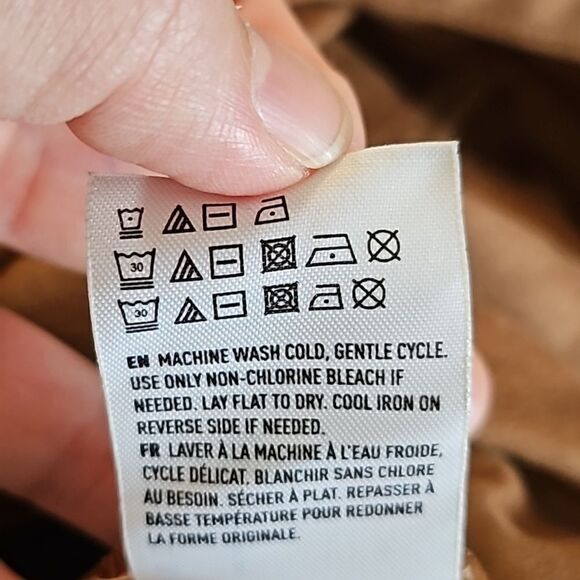 30
30
EN MACHINE WASH COLD, GENTLE CYCLE.
USE ONLY NON-CHLORINE BLEACH IF
NEEDED. LAY FLAT TO DRY. COOL IRON ON
REVERSE SIDE IF NEEDED.
FR LAVER À LA MACHINE À L'EAU FROIDE,
CYCLE DÉLICAT. BLANCHIR SANS CHLORE
AU BESOIN. SÉCHER À PLAT. REPASSER À
BASSE TEMPÉRATURE POUR REDONNER
LA FORME ORIGINALE.